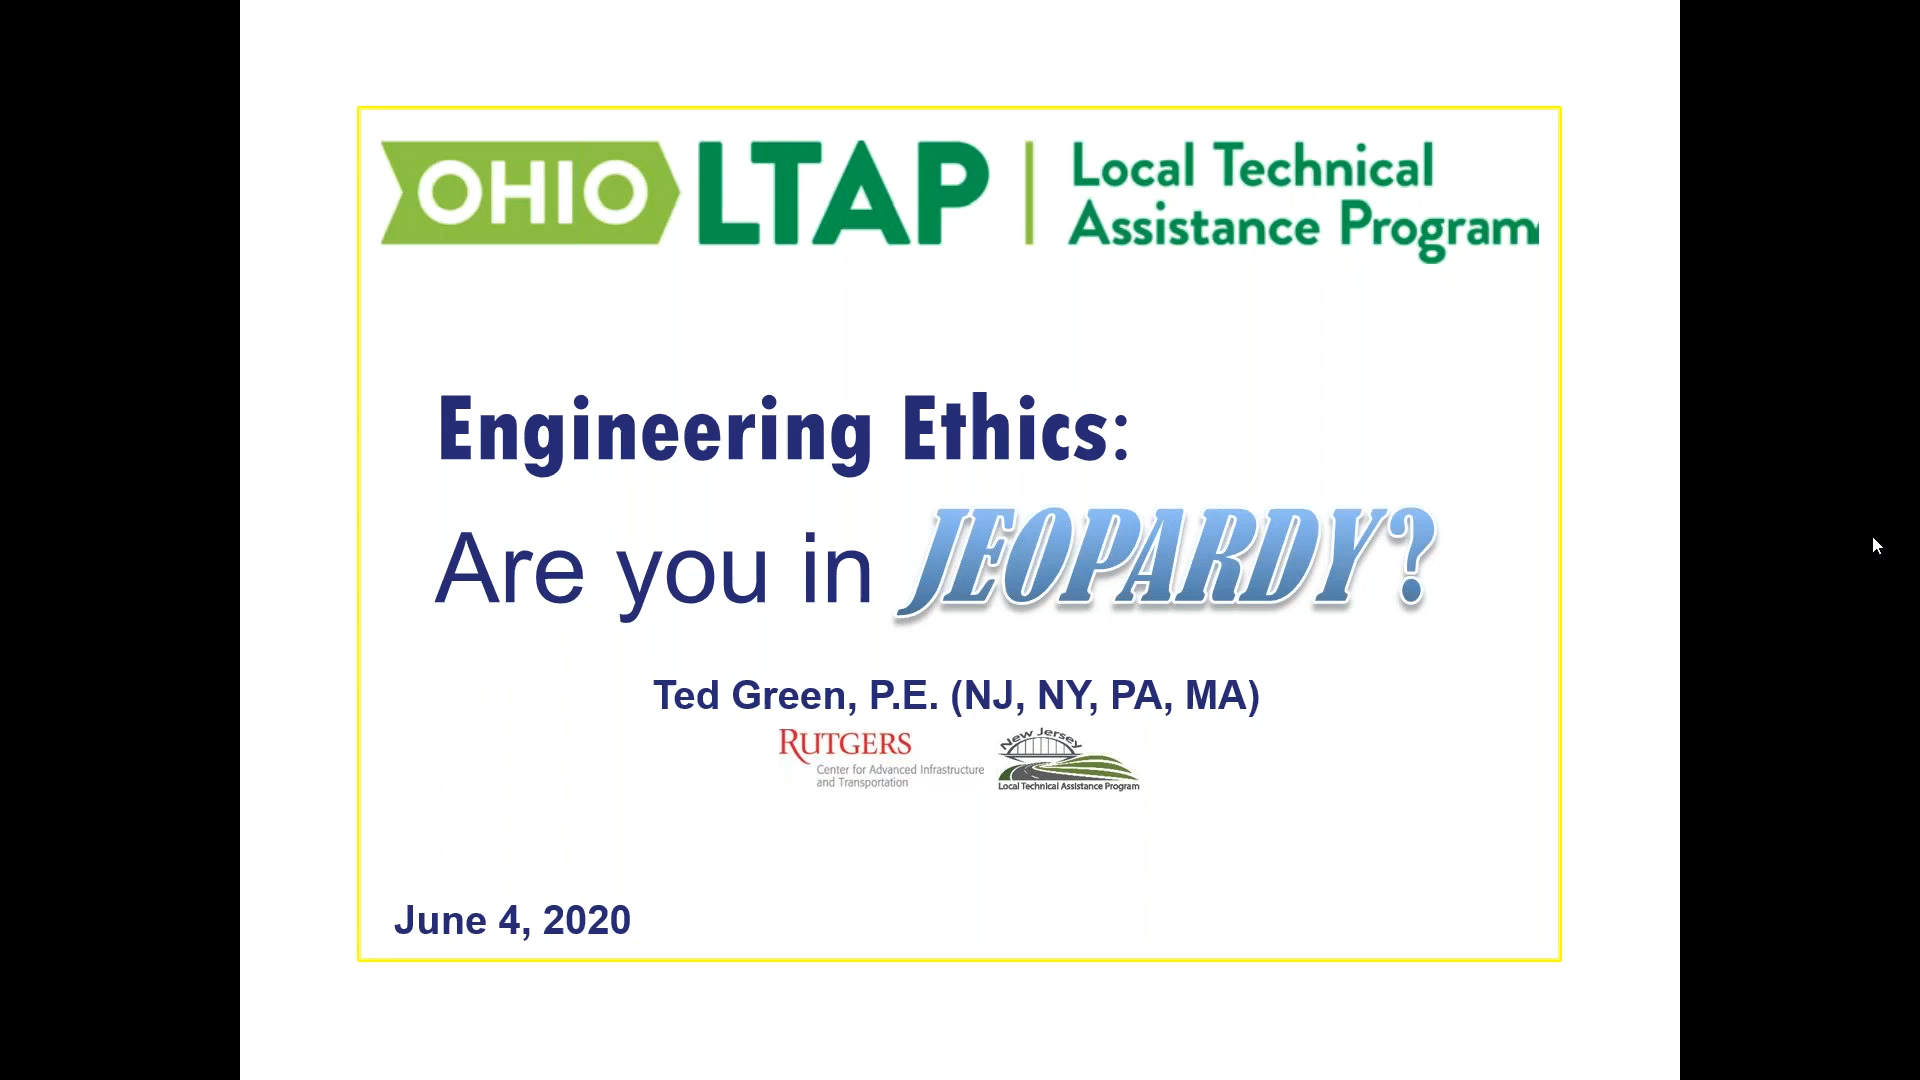 OHIO LTAP
Local Technical
Assistance Program
Engineering Ethics:
Are you in JEOPARDY?
Ted Green, P.E. (NJ, NY, PA, MA)
RUTGERS
Center for Advanced Infrastructure
and Transportation
New Jersey
Local Technical Assistance Program
June 4, 2020